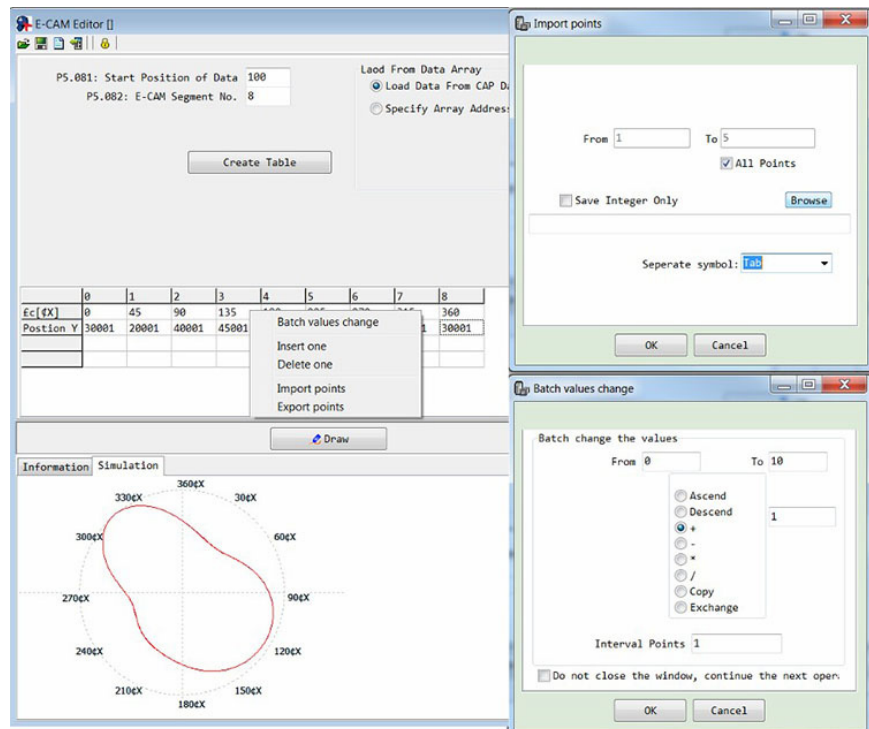 E-CAM Editor []
P5.081: Start Position of Data 100
P5.082: E-CAM Segment No. 8
Laod From Data Array
Load Data From CAP
Specify Array Addres
Create Table
0 1 2 3 4 5 6 7 8
£c[¢X] 0 45 90 135 360
Postion Y 30001 20001 40001 45001 30001
Batch values change
Insert one
Delete one
Import points
Export points
Draw
Information Simulation
360¢X
330¢X 30¢X
300¢X 60¢X
270¢X 90¢X
240¢X 120¢X
210¢X 150¢X
180¢X
Import points
From 1 To 5
All Points
Save Integer Only Browse
Seperate symbol: Tab
OK Cancel
Batch values change
Batch change the values
From 0 To 10
Ascend
Descend
1
+
-
*
/
Copy
Exchange
Interval Points 1
Do not close the window, continue the next oper
OK Cancel